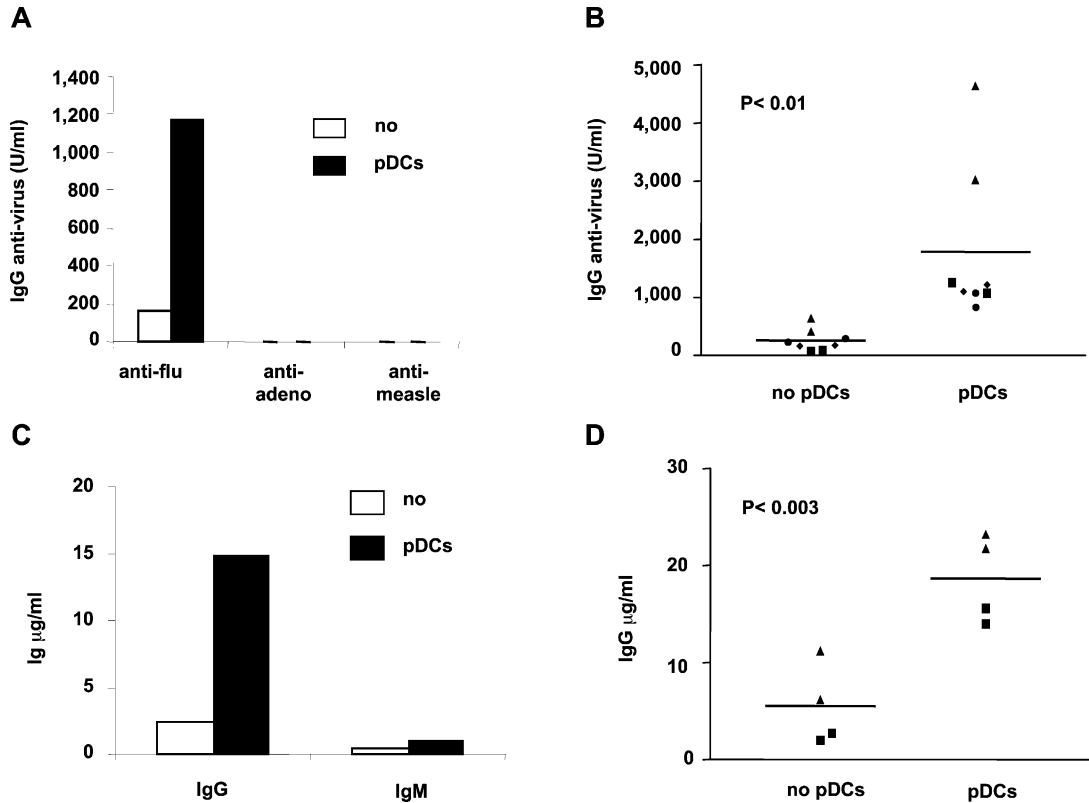 A
IgG anti-virus (U/ml)
1,400
1,200
1,000
800
600
400
200
0
no
pDCs
anti-flu
anti-
adeno
anti-
measle
B
IgG anti-virus (U/ml)
5,000
4,000
3,000
2,000
1,000
0
P< 0.01
no pDCs
pDCs
C
Ig μg/ml
20
15
10
5
0
no
pDCs
IgG
IgM
D
IgG μg/ml
30
20
10
0
P< 0.003
no pDCs
pDCs